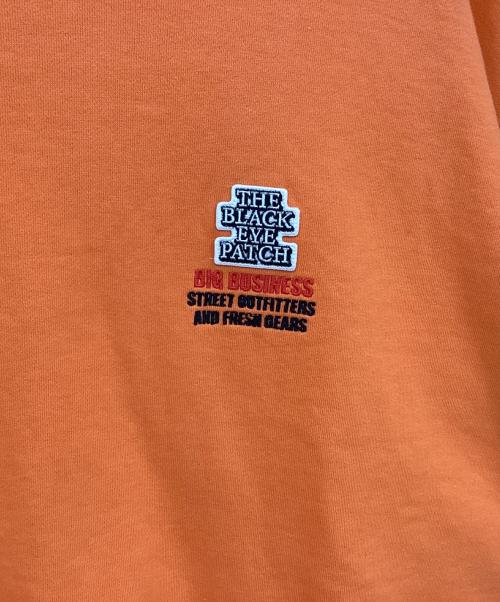 THE
BLACK
EYE
PATCH
BIG BUSINESS
STREET OUTFITTERS
AND FRESH GEARS